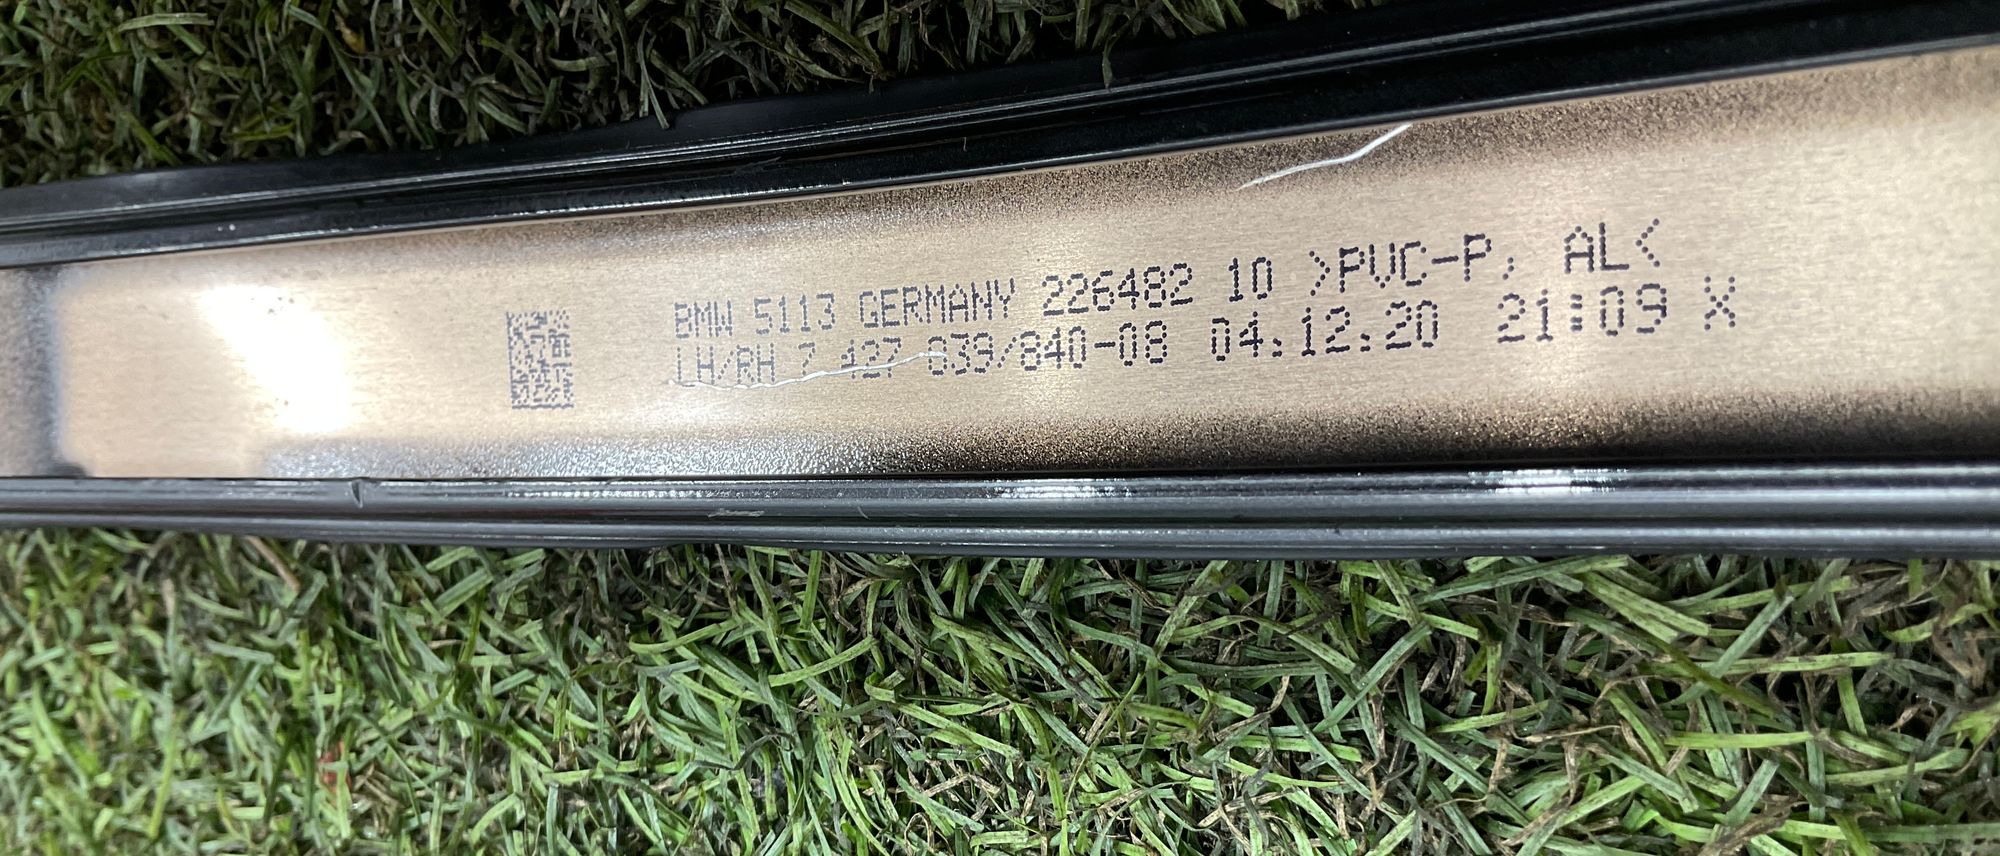 BMW 5113 GERMANY 226482 10 >PVC-P, AL<
LH/RH 7 427 839/840-08 04.12.20 21:09 X